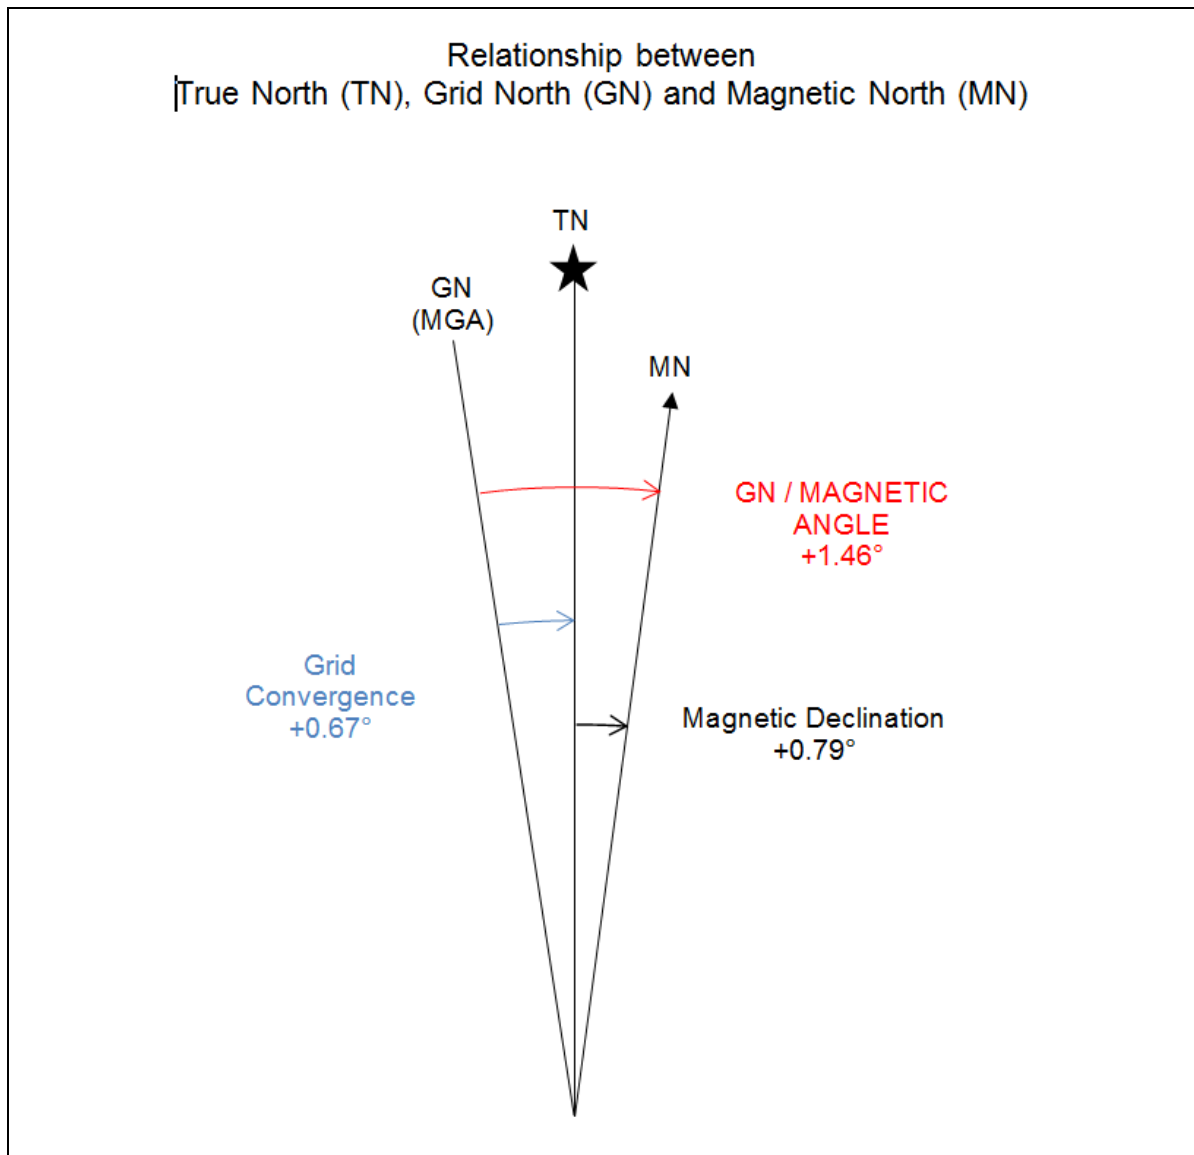 Relationship between
True North (TN), Grid North (GN) and Magnetic North (MN)
TN
GN
(MGA)
MN
GN / MAGNETIC
ANGLE
+1.46°
Grid
Convergence
+0.67°
Magnetic Declination
+0.79°